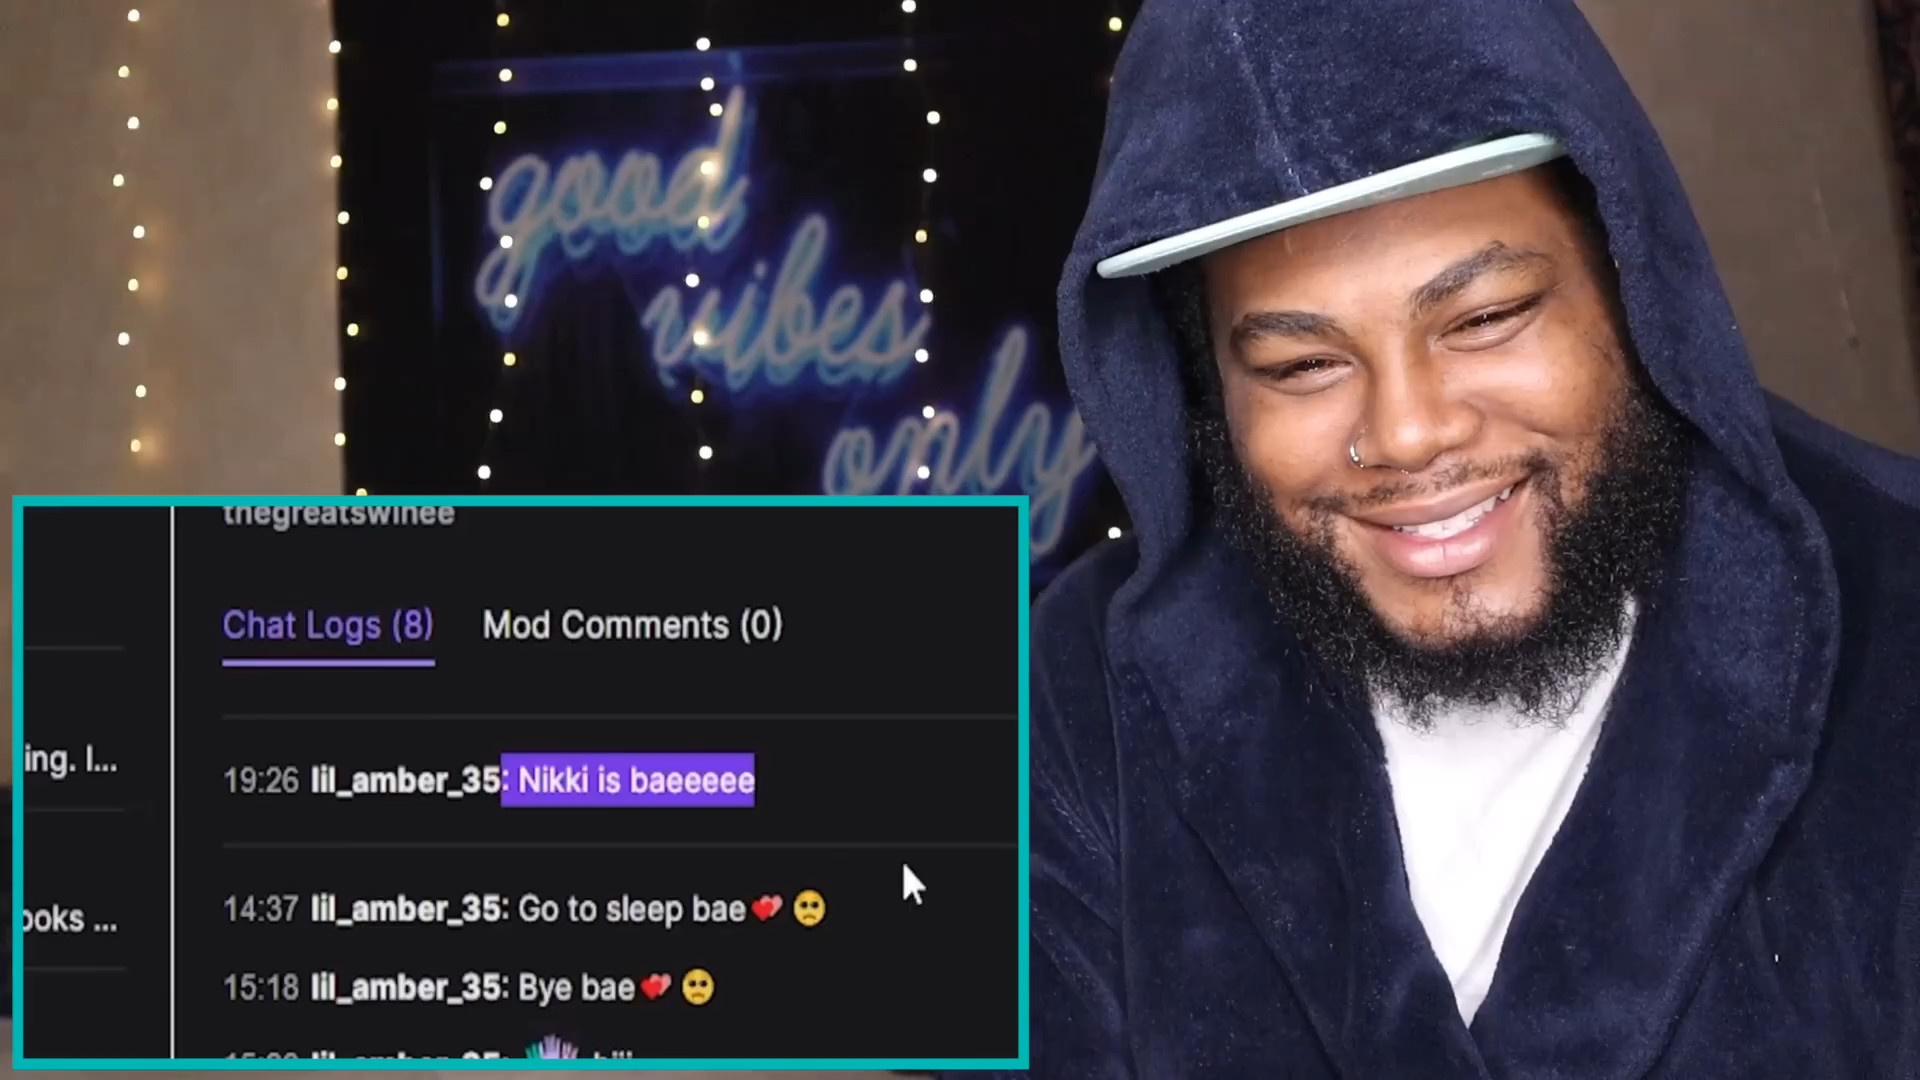 good
vibes
only
thegreatswinee
Chat Logs (8)
Mod Comments (0)
19:26 lil_amber_35: Nikki is baeeeee
ing. I...
14:37 lil_amber_35: Go to sleep bae
ooks ...
15:18 lil_amber_35: Bye bae